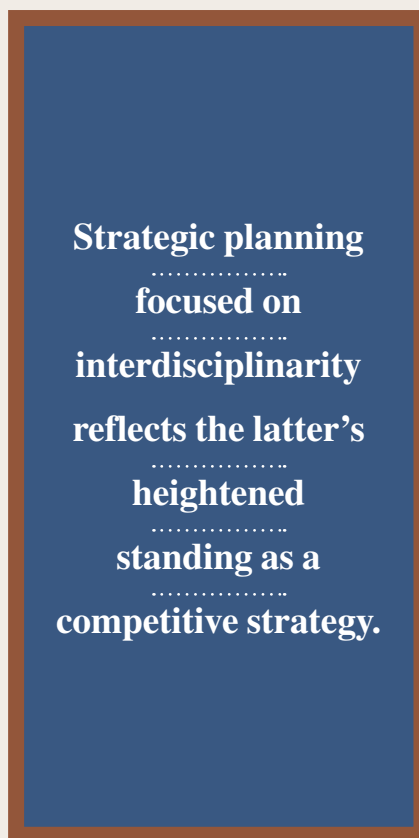 Strategic planning
focused on
interdisciplinarity
reflects the latter’s
heightened
standing as a
competitive strategy.